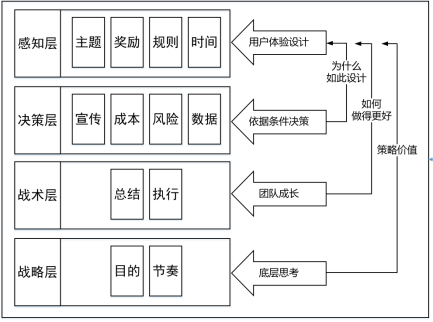 感知层 主题 奖励 规则 时间 用户体验设计
为什么
如此设计
决策层 宣传 成本 风险 数据 依据条件决策
如何
做得更好
策略价值
战术层 总结 执行 团队成长
战略层 目的 节奏 底层思考